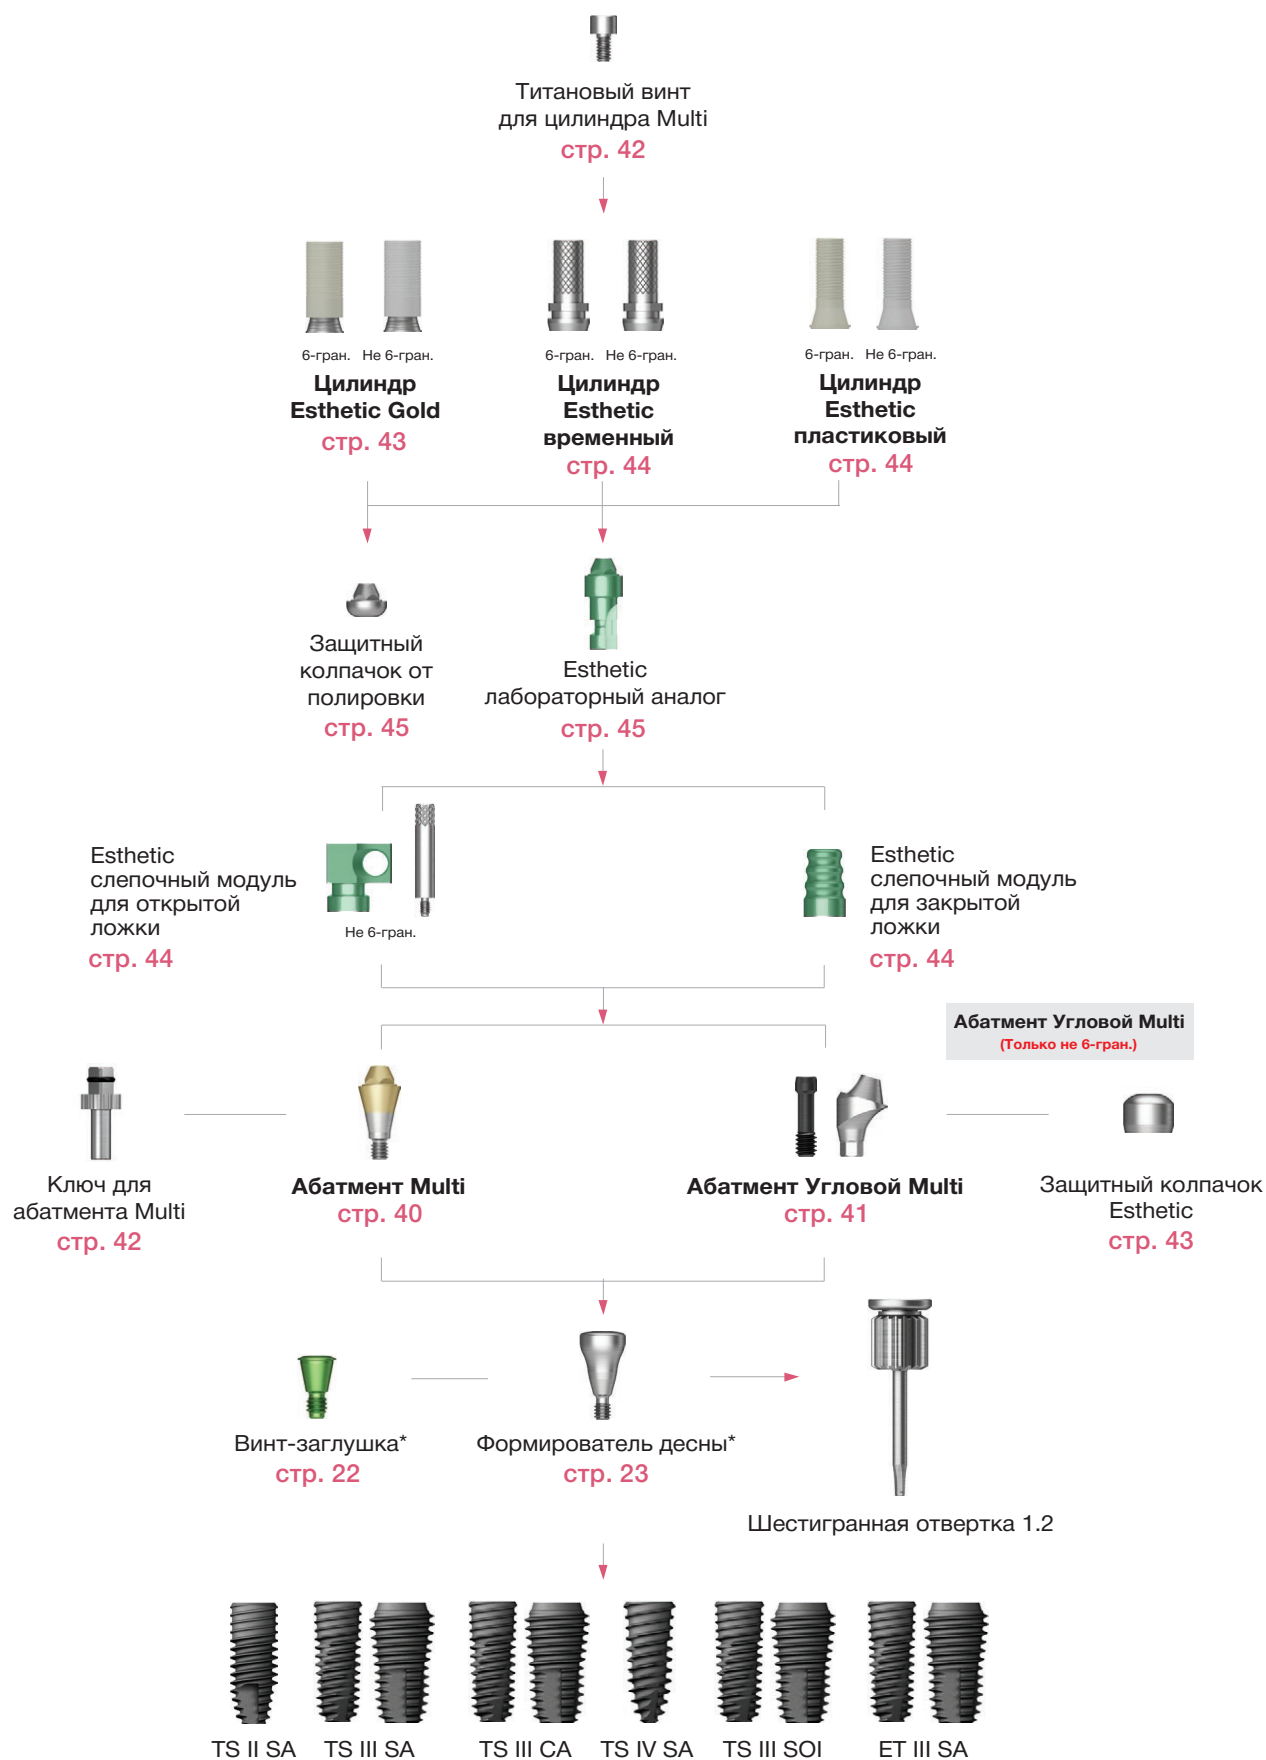 Титановый винт
для цилиндра Multi
стр. 42
6-гран. Не 6-гран.
Цилиндр
Esthetic Gold
стр. 43
6-гран. Не 6-гран.
Цилиндр
Esthetic
временный
стр. 44
6-гран. Не 6-гран.
Цилиндр
Esthetic
пластиковый
стр. 44
Защитный
колпачок от
полировки
стр. 45
Esthetic
лабораторный аналог
стр. 45
Esthetic
слепочный модуль
для открытой
ложки
стр. 44
Не 6-гран.
Esthetic
слепочный модуль
для закрытой
ложки
стр. 44
Абатмент Угловой Multi
(Только не 6-гран.)
Ключ для
абатмента Multi
стр. 42
Абатмент Multi
стр. 40
Абатмент Угловой Multi
стр. 41
Защитный колпачок
Esthetic
стр. 43
Винт-заглушка*
стр. 22
Формирователь десны*
стр. 23
Шестигранная отвертка 1.2
TS II SA TS III SA TS III CA TS IV SA TS III SOI ET III SA